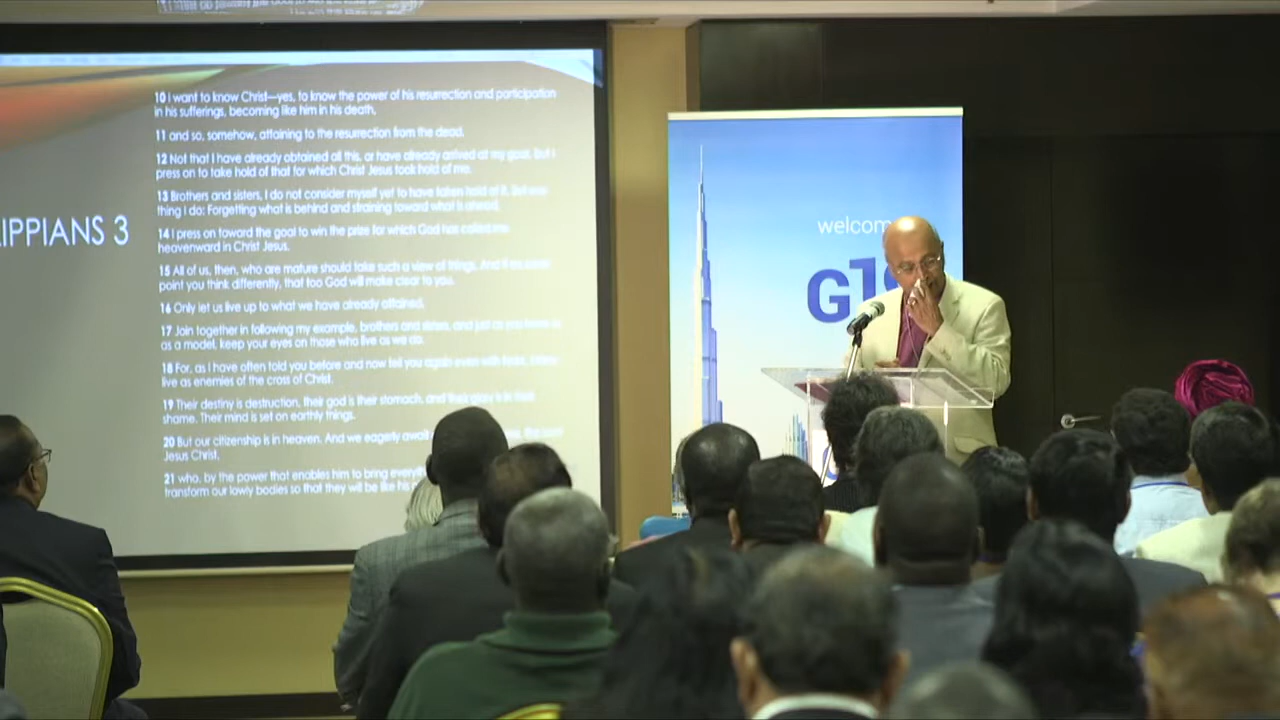 IPPIANS 3
10 I want to know Christ—yes, to know the power of his resurrection and participation
in his sufferings, becoming like him in his death,
11 and so, somehow, attaining to the resurrection from the dead.
12 Not that I have already obtained all this, or have already arrived at my goal, but I
press on to take hold of that for which Christ Jesus took hold of me.
13 Brothers and sisters, I do not consider myself yet to have taken hold of it. But one
thing I do: Forgetting what is behind and straining toward what is ahead,
14 I press on toward the goal to win the prize for which God has called me
heavenward in Christ Jesus.
15 All of us, then, who are mature should take such a view of things. And if on some
point you think differently, that too God will make clear to you.
16 Only let us live up to what we have already attained.
17 Join together in following my example, brothers and sisters, and just as you have us
as a model, keep your eyes on those who live as we do.
18 For, as I have often told you before and now tell you again even with tears, many
live as enemies of the cross of Christ.
19 Their destiny is destruction, their god is their stomach, and their glory is in their
shame. Their mind is set on earthly things.
20 But our citizenship is in heaven. And we eagerly await
Jesus Christ,
21 who, by the power that enables him to bring everyth
transform our lowly bodies so that they will be like his
welcom
G